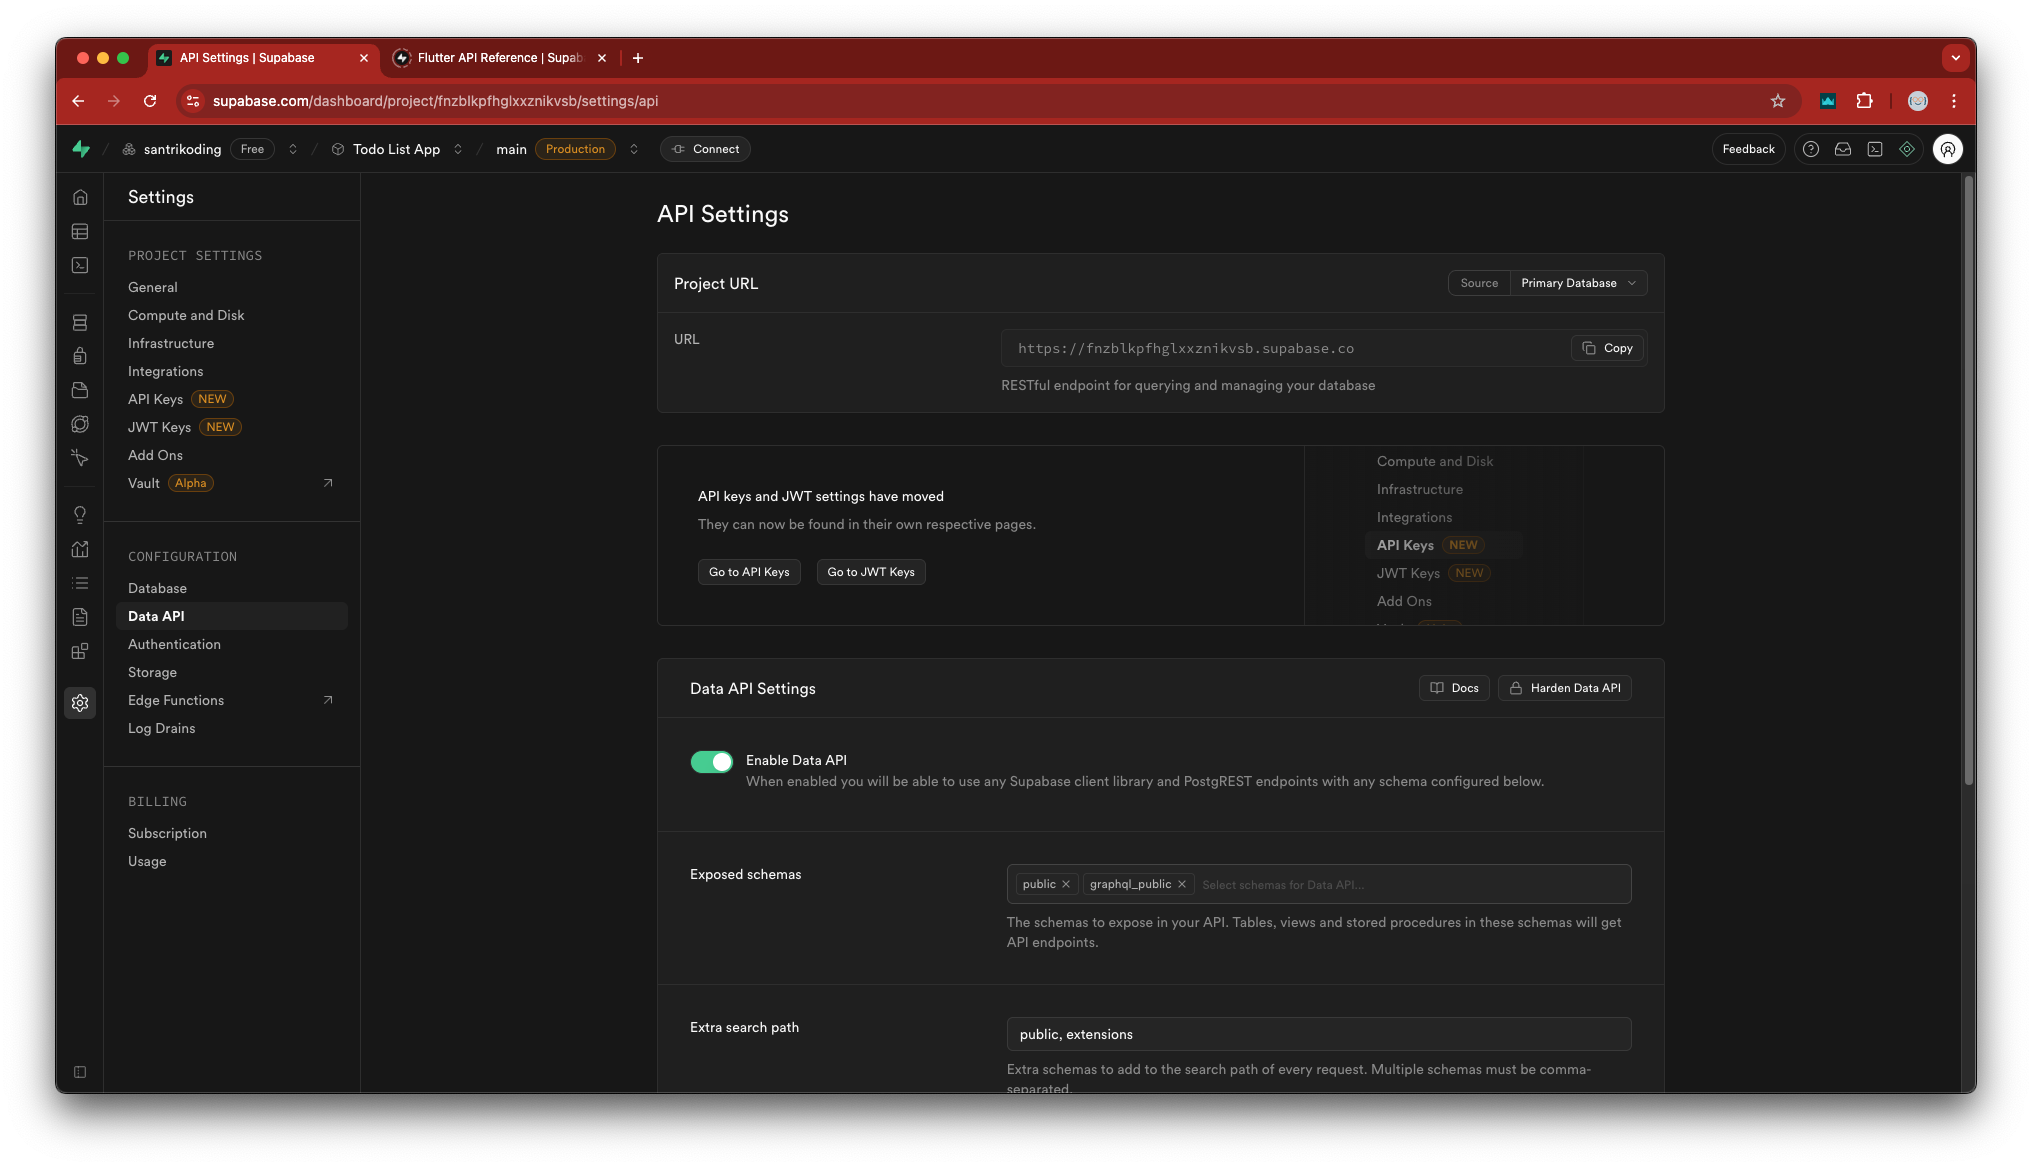 API Settings | Supabase
Flutter API Reference | Supab
supabase.com/dashboard/project/fnzblkpfhglxxznikvsb/settings/api
santrikoding Free
Todo List App
main Production
Connect
Feedback
Settings
PROJECT SETTINGS
General
Compute and Disk
Infrastructure
Integrations
API Keys NEW
JWT Keys NEW
Add Ons
Vault Alpha
CONFIGURATION
Database
Data API
Authentication
Storage
Edge Functions
Log Drains
BILLING
Subscription
Usage
API Settings
Project URL
Source Primary Database
URL
https://fnzblkpfhglxxznikvsb.supabase.co
Copy
RESTful endpoint for querying and managing your database
API keys and JWT settings have moved
They can now be found in their own respective pages.
Go to API Keys
Go to JWT Keys
Compute and Disk
Infrastructure
Integrations
API Keys NEW
JWT Keys NEW
Add Ons
Data API Settings
Docs
Harden Data API
Enable Data API
When enabled you will be able to use any Supabase client library and PostgREST endpoints with any schema configured below.
Exposed schemas
public graphql_public Select schemas for Data API...
The schemas to expose in your API. Tables, views and stored procedures in these schemas will get
API endpoints.
Extra search path
public, extensions
Extra schemas to add to the search path of every request. Multiple schemas must be comma-
separated.